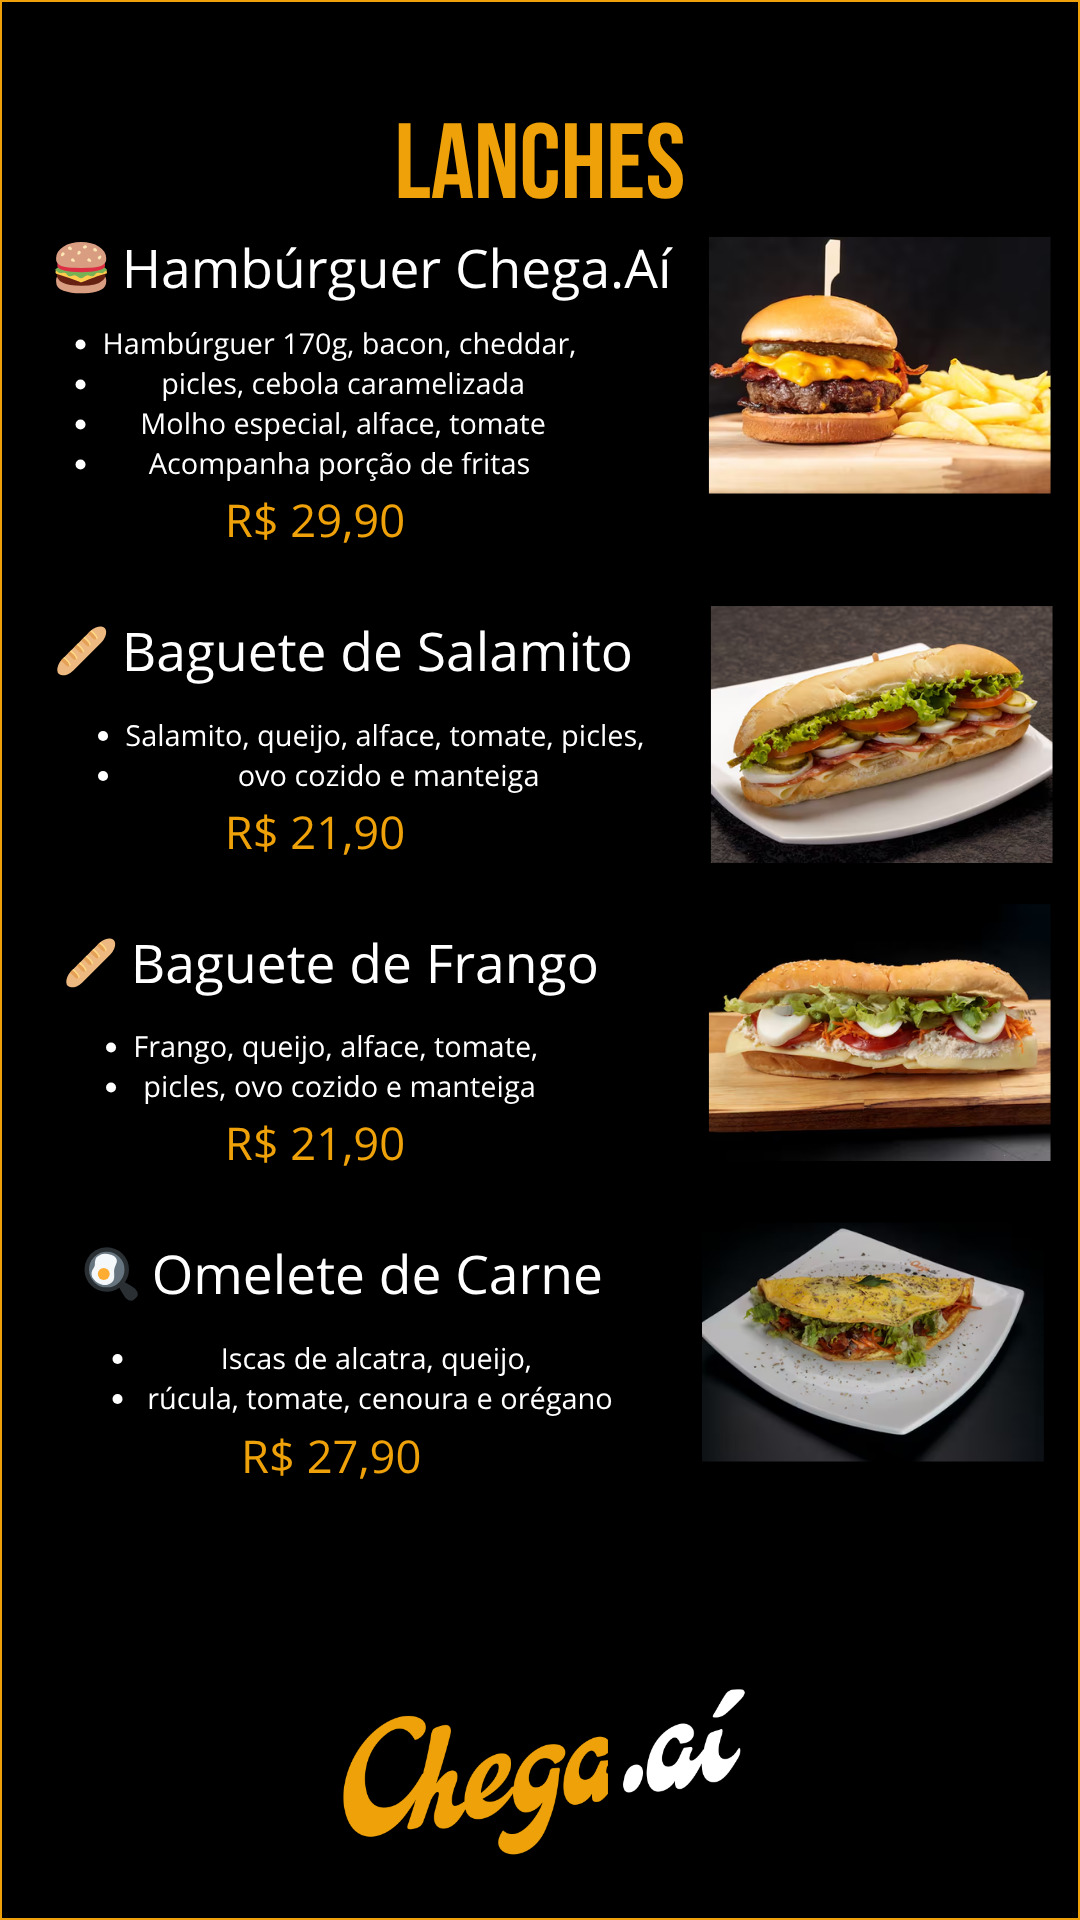 LANCHES
🍔 Hambúrguer Chega.Aí
• Hambúrguer 170g, bacon, cheddar,
• picles, cebola caramelizada
• Molho especial, alface, tomate
• Acompanha porção de fritas
R$ 29,90
🥖 Baguete de Salamito
• Salamito, queijo, alface, tomate, picles,
• ovo cozido e manteiga
R$ 21,90
🥖 Baguete de Frango
• Frango, queijo, alface, tomate,
• picles, ovo cozido e manteiga
R$ 21,90
🍳 Omelete de Carne
• Iscas de alcatra, queijo,
• rúcula, tomate, cenoura e orégano
R$ 27,90
Chega.aí